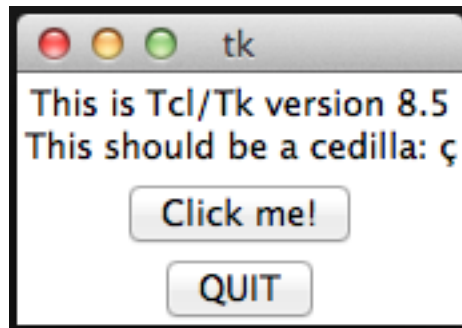 tk
This is Tcl/Tk version 8.5
This should be a cedilla: ç
Click me!
QUIT